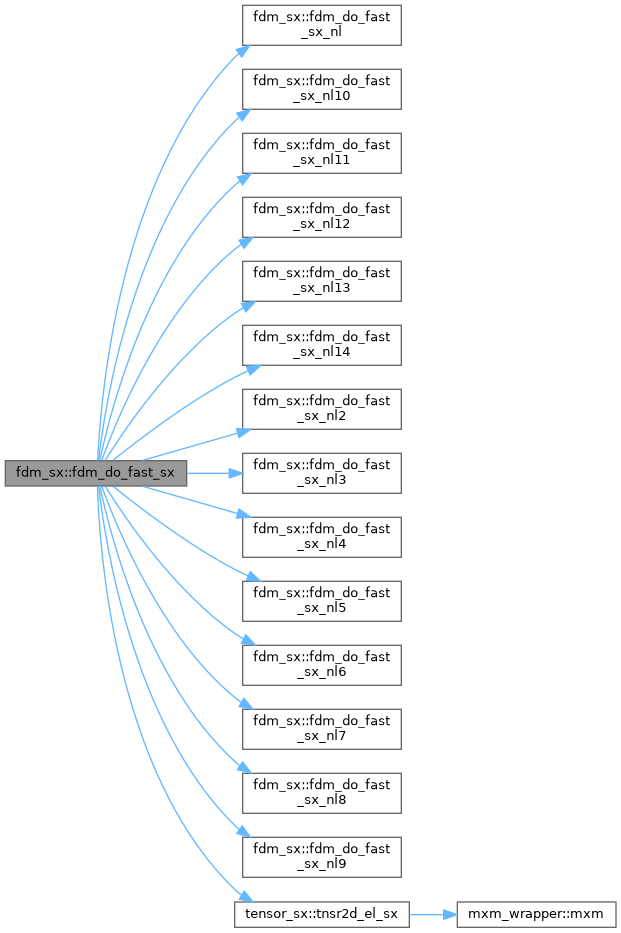 fdm_sx::fdm_do_fast
_sx_nl
fdm_sx::fdm_do_fast
_sx_nl10
fdm_sx::fdm_do_fast
_sx_nl11
fdm_sx::fdm_do_fast
_sx_nl12
fdm_sx::fdm_do_fast
_sx_nl13
fdm_sx::fdm_do_fast
_sx_nl14
fdm_sx::fdm_do_fast
_sx_nl2
fdm_sx::fdm_do_fast_sx
fdm_sx::fdm_do_fast
_sx_nl3
fdm_sx::fdm_do_fast
_sx_nl4
fdm_sx::fdm_do_fast
_sx_nl5
fdm_sx::fdm_do_fast
_sx_nl6
fdm_sx::fdm_do_fast
_sx_nl7
fdm_sx::fdm_do_fast
_sx_nl8
fdm_sx::fdm_do_fast
_sx_nl9
tensor_sx::tnsr2d_el_sx
mxm_wrapper::mxm